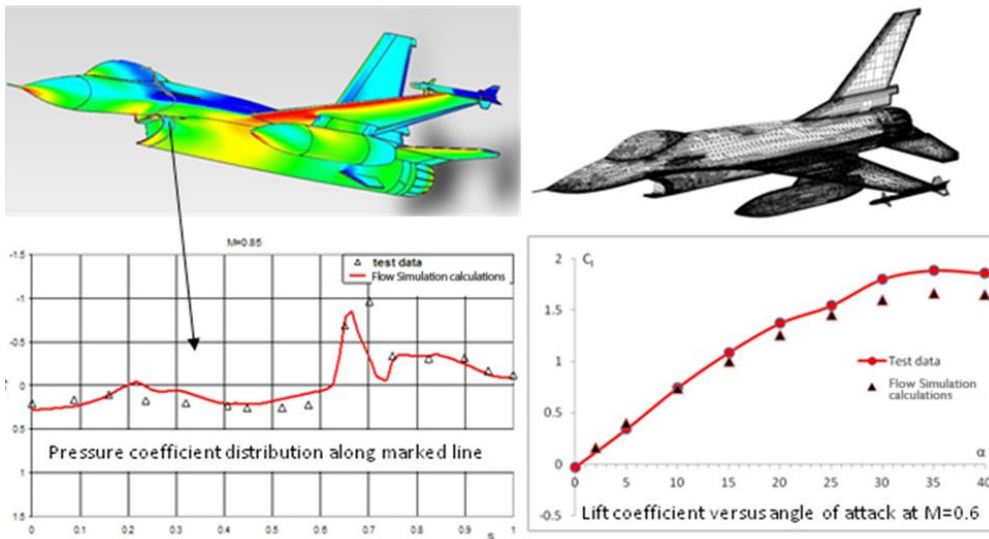 M=0.85
-1.5
-1
-0.5
0
0.5
1
1.5
test data
Flow Simulation calculations
Pressure coefficient distribution along marked line
0 0.1 0.2 0.3 0.4 0.5 0.6 0.7 0.8 0.9 1
Cl
2
1.5
1
0.5
0
-0.5
Test data
Flow Simulation
calculations
α
0 5 10 15 20 25 30 35 40
Lift coefficient versus angle of attack at M=0.6